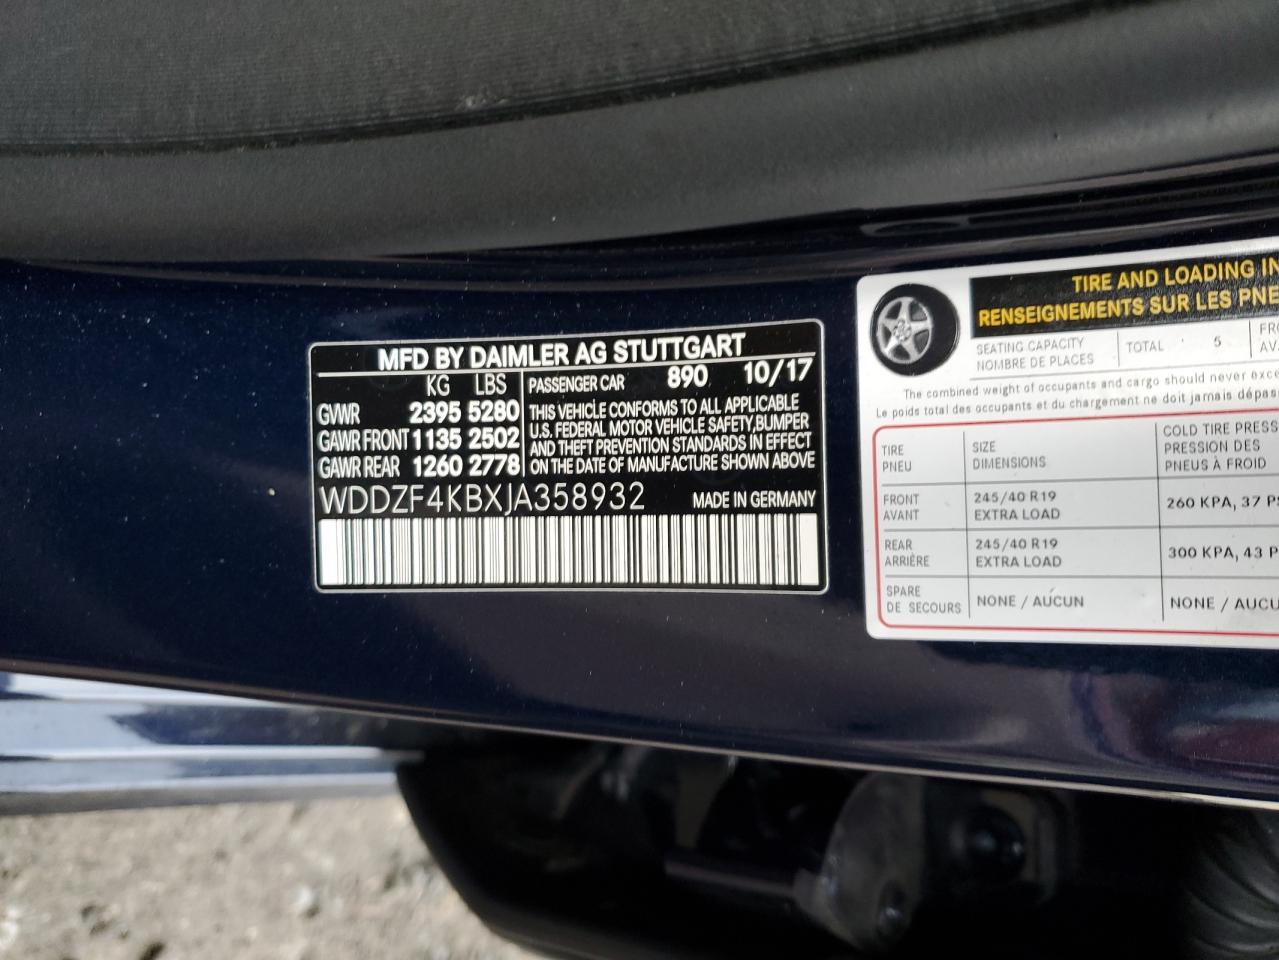 MFD BY DAIMLER AG STUTTGART
KG LBS
GVWR 2395 5280
GAWR FRONT 1135 2502
GAWR REAR 1260 2778
PASSENGER CAR 890 10/17
THIS VEHICLE CONFORMS TO ALL APPLICABLE
U.S. FEDERAL MOTOR VEHICLE SAFETY, BUMPER
AND THEFT PREVENTION STANDARDS IN EFFECT
ON THE DATE OF MANUFACTURE SHOWN ABOVE
WDDZF4KBXJA358932 MADE IN GERMANY
TIRE AND LOADING
RENSEIGNEMENTS SUR LES
SEATING CAPACITY
NOMBRE DE PLACES
TOTAL 5
The combined weight of occupants and cargo should never
Le poids total des occupants et du chargement ne doit jamais
TIRE
PNEU
SIZE
DIMENSIONS
COLD TIRE
PRESSION DES
PNEUS À FROID
FRONT
AVANT
245/40 R19
EXTRA LOAD
260 KPA, 37
REAR
ARRIÈRE
245/40 R19
EXTRA LOAD
300 KPA, 43
SPARE
DE SECOURS
NONE / AUCUN
NONE /